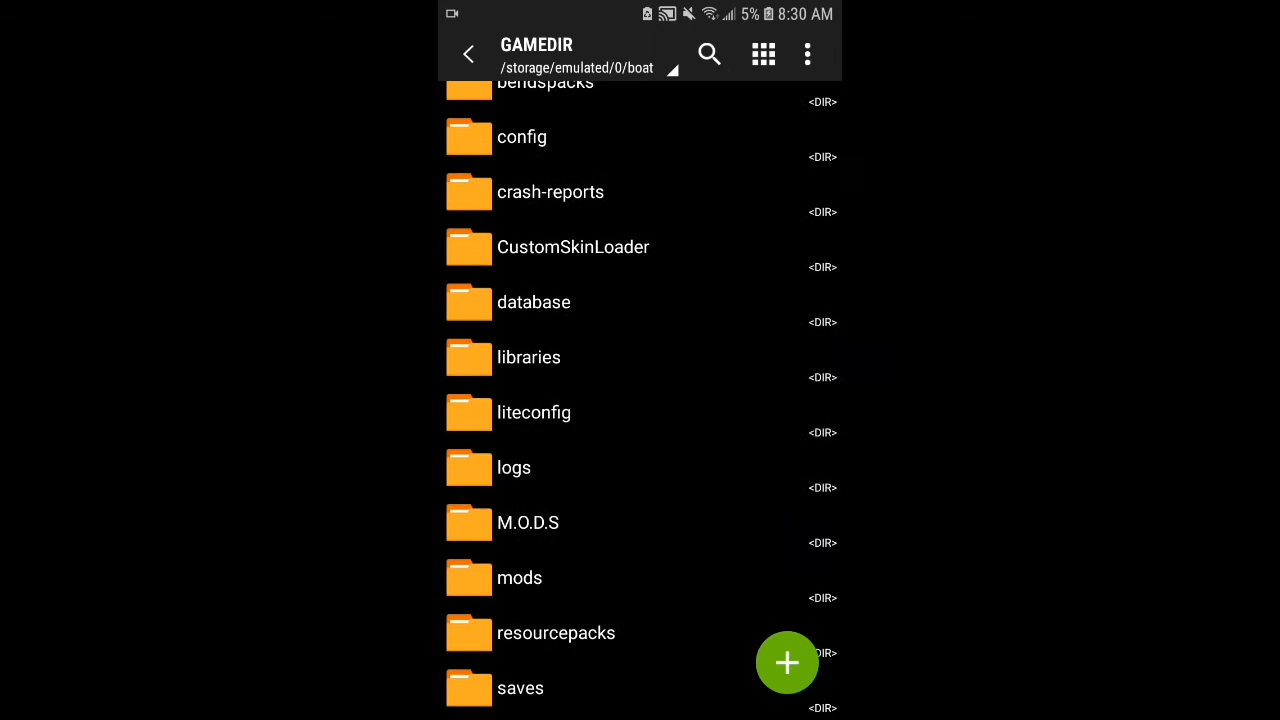 5% 8:30 AM
GAMEDIR
/storage/emulated/0/boat
bendspacks
<DIR>
config
<DIR>
crash-reports
<DIR>
CustomSkinLoader
<DIR>
database
<DIR>
libraries
<DIR>
liteconfig
<DIR>
logs
<DIR>
M.O.D.S
<DIR>
mods
<DIR>
resourcepacks
DIR>
saves
<DIR>